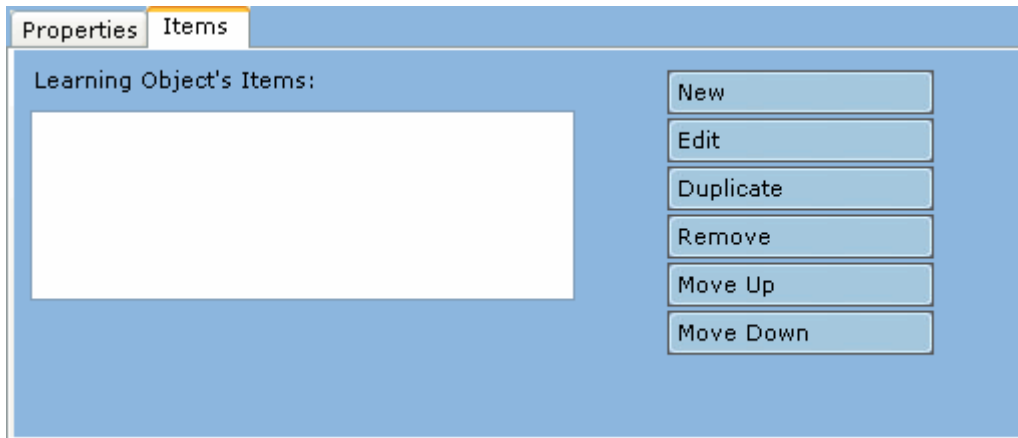 Properties
Items
Learning Object's Items:
New
Edit
Duplicate
Remove
Move Up
Move Down